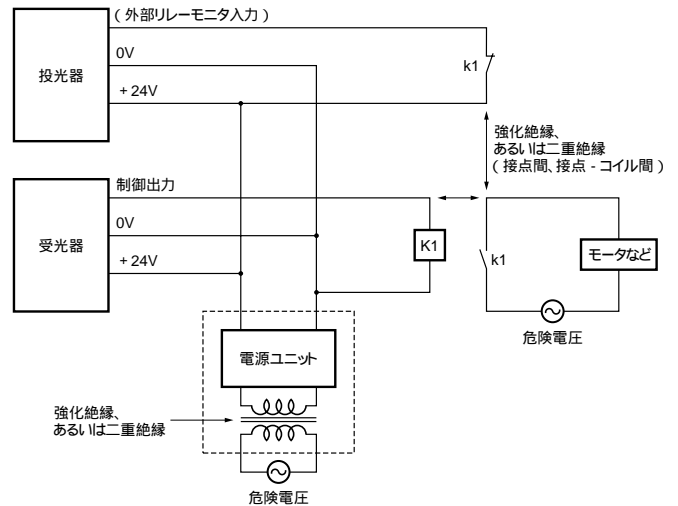 (外部リレーモニタ入力)
0V
+24V
投光器
k1
強化絶縁、
あるいは二重絶縁
(接点間、接点 - コイル間)
制御出力
0V
+24V
受光器
K1
k1
モータなど
危険電圧
電源ユニット
強化絶縁、
あるいは二重絶縁
危険電圧